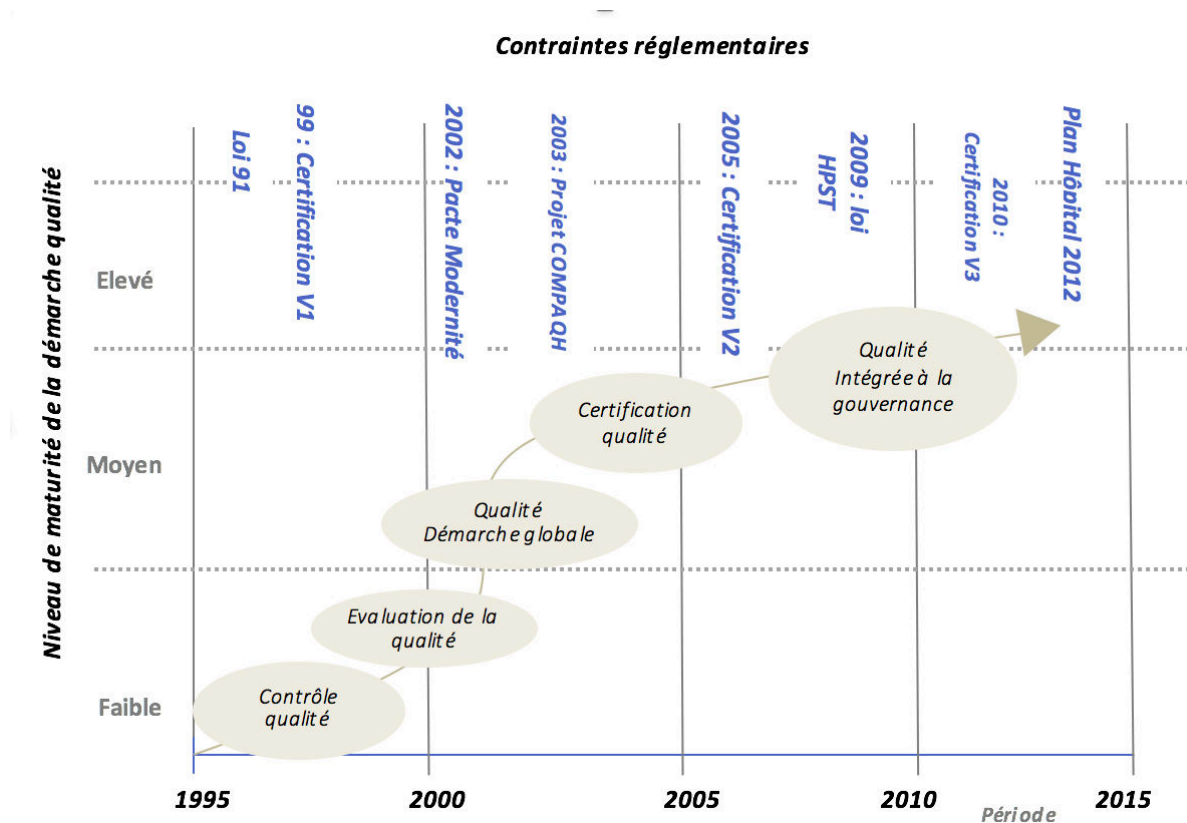 Contraintes réglementaires
Niveau de maturité de la démarche qualité
Loi 91
99 : Certification V1
2002 : Pacte Modernité
2003 : Projet COMPAQH
2005 : Certification V2
2009 : loi
HPST
2010 :
Certification V3
Plan Hôpital 2012
Elevé
Moyen
Faible
Qualité
Intégrée à la
gouvernance
Certification
qualité
Qualité
Démarche globale
Evaluation de la
qualité
Contrôle
qualité
1995
2000
2005
2010
2015
Période